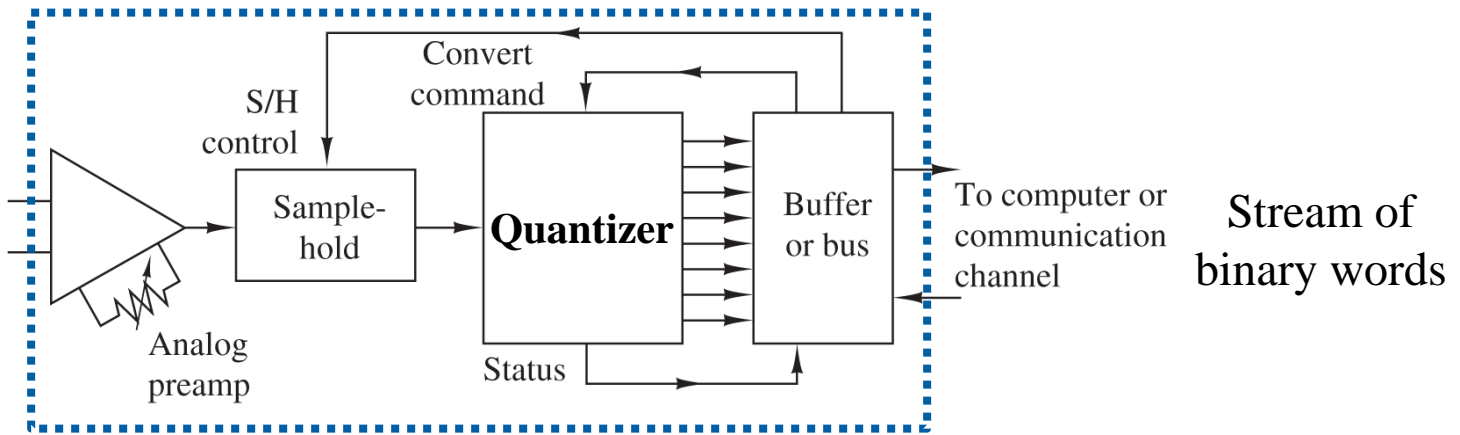 Convert
command
S/H
control
Sample-
hold
Quantizer
Buffer
or bus
To computer or
communication
channel
Stream of
binary words
Analog
preamp
Status